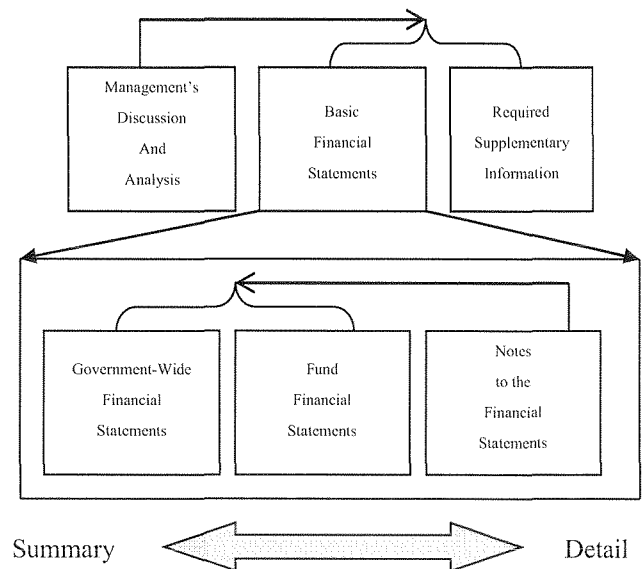 Management's
Discussion
And
Analysis
Basic
Financial
Statements
Required
Supplementary
Information
Government-Wide
Financial
Statements
Fund
Financial
Statements
Notes
to the
Financial
Statements
Summary
Detail